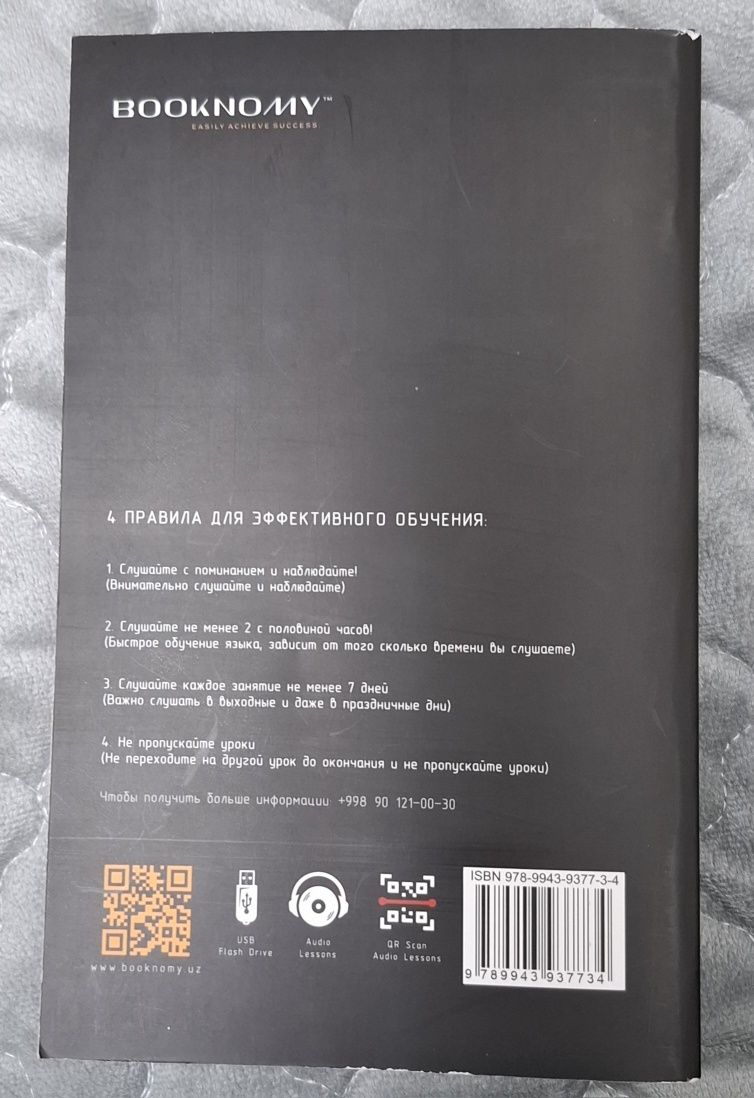 BOOKNOMY™
EASILY ACHIEVE SUCCESS
4 ПРАВИЛА ДЛЯ ЭФФЕКТИВНОГО ОБУЧЕНИЯ:
1. Слушайте с поминанием и наблюдайте!
(Внимательно слушайте и наблюдайте)
2. Слушайте не менее 2 с половиной часов!
(Быстрое обучение языка, зависит от того сколько времени вы слушаете)
3. Слушайте каждое занятие не менее 7 дней
(Важно слушать в выходные и даже в праздничные дни)
4. Не пропускайте уроки
(Не переходите на другой урок до окончания и не пропускайте уроки)
Чтобы получить больше информации: +998 90 121-00-30
www.booknomy.uz
USB
Flash Drive
Audio
Lessons
QR Scan
Audio Lessons
ISBN 978-9943-9377-3-4
9 789943 937734